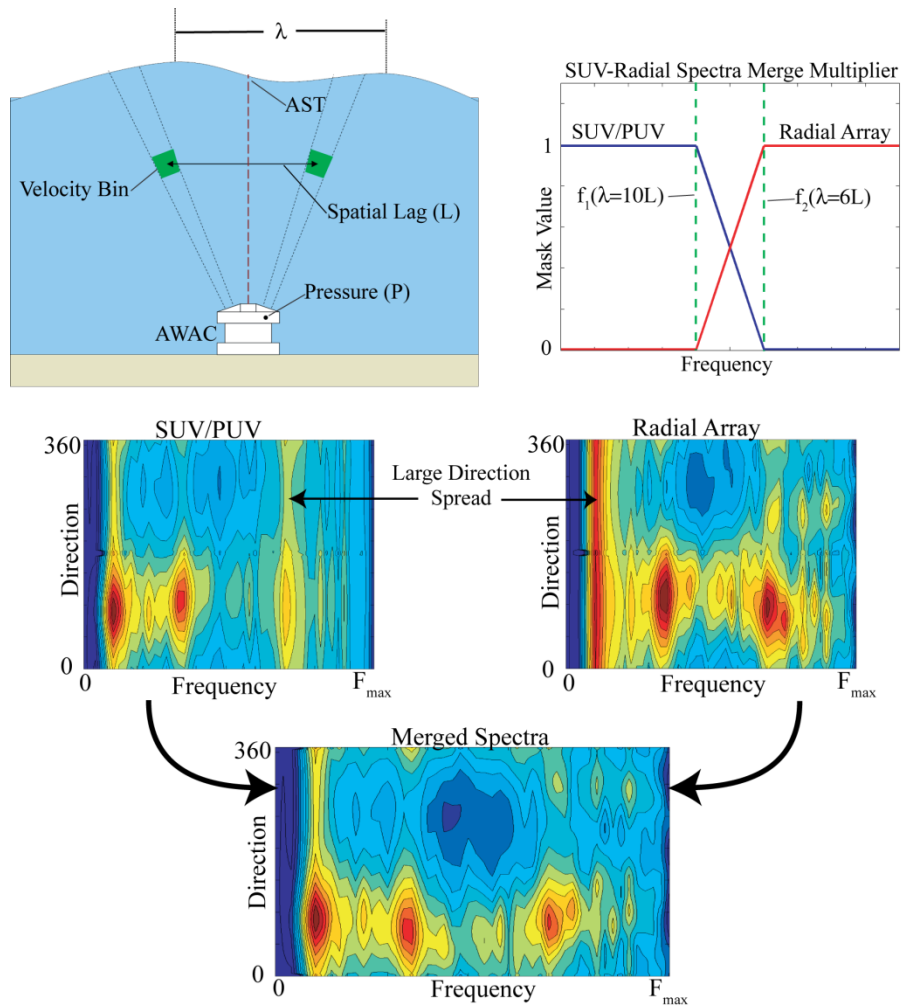 λ
AST
Velocity Bin
Spatial Lag (L)
Pressure (P)
AWAC
SUV-Radial Spectra Merge Multiplier
SUV/PUV
Radial Array
1
f₁(λ=10L)
f₂(λ=6L)
Mask Value
0
Frequency
SUV/PUV
360
Direction
0
0
Frequency
Fmax
Large Direction
Spread
Radial Array
360
Direction
0
0
Frequency
Fmax
Merged Spectra
360
Direction
0
0
Frequency
Fmax